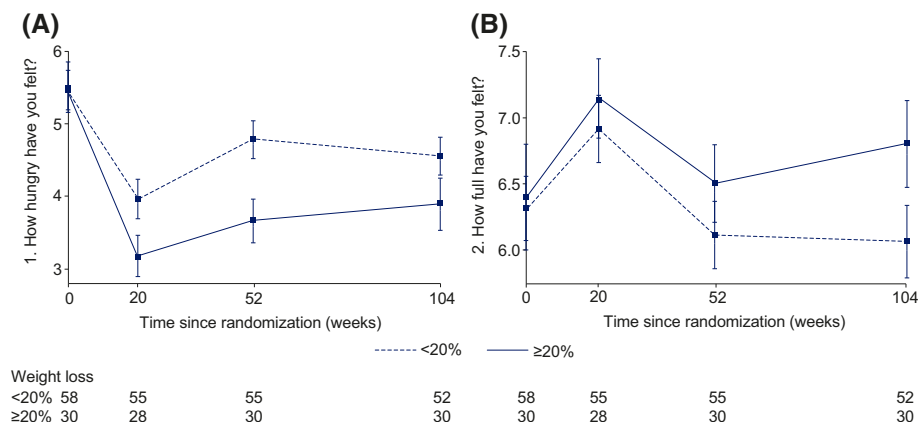 (A)
1. How hungry have you felt?
6
5
4
3
0 20 52 104
Time since randomization (weeks)
(B)
2. How full have you felt?
7.5
7.0
6.5
6.0
0 20 52 104
Time since randomization (weeks)
<20% ≥20%
Weight loss
<20% 58 55 55 52 58 55 55 52
≥20% 30 28 30 30 30 28 30 30